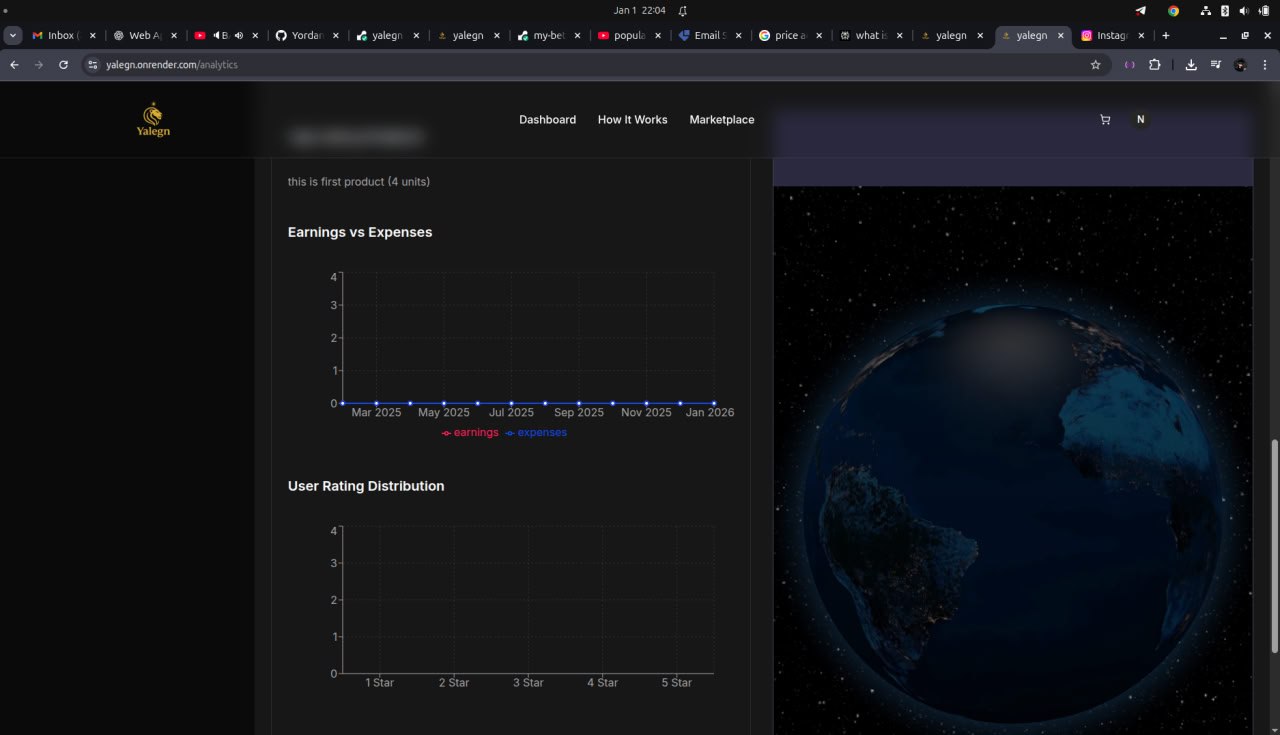 Jan 1 22:04
Inbox (
Web A
B.
Yordan
yalegn
yalegn
my-bet
popula
Email S
price a
what is
yalegn
yalegn
Instagr
yalegn.onrender.com/analytics
Yalegn
Dashboard How It Works Marketplace
N
this is first product (4 units)
Earnings vs Expenses
4
3
2
1
0
Mar 2025 May 2025 Jul 2025 Sep 2025 Nov 2025 Jan 2026
earnings expenses
User Rating Distribution
4
3
2
1
0
1 Star 2 Star 3 Star 4 Star 5 Star